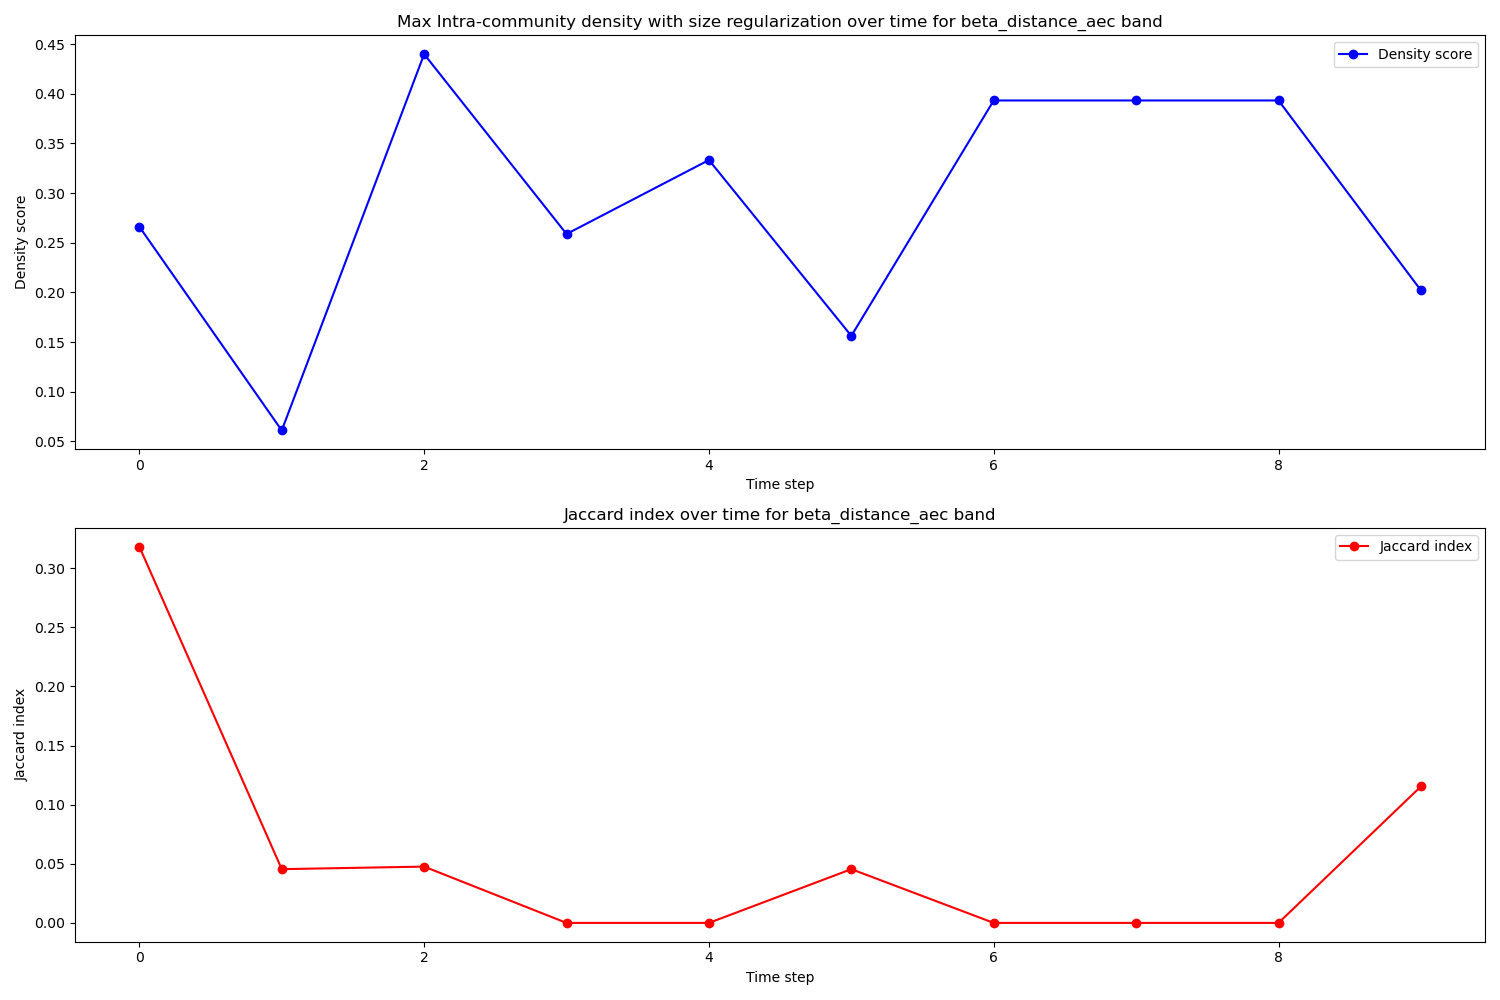 Max Intra-community density with size regularization over time for beta_distance_aec band
Density score
0.45
0.40
0.35
0.30
0.25
0.20
0.15
0.10
0.05
Density score
0 2 4 6 8
Time step
Jaccard index over time for beta_distance_aec band
Jaccard index
0.30
0.25
0.20
0.15
0.10
0.05
0.00
Jaccard index
0 2 4 6 8
Time step